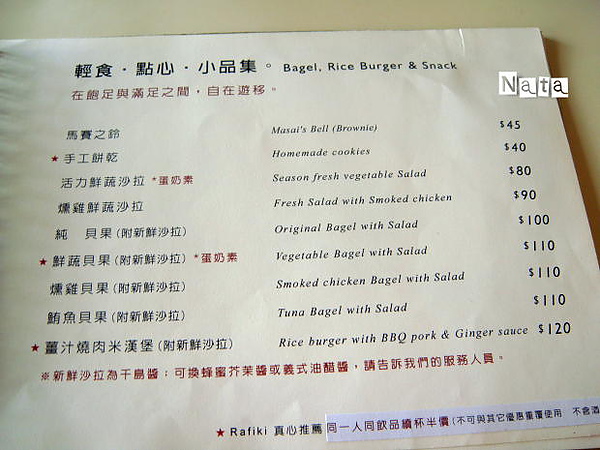 輕食·點心·小品集。 Bagel, Rice Burger & Snack
Nata
在飽足與滿足之間，自在遊移。
馬賽之鈴 Masai's Bell (Brownie) $45
★手工餅乾 Homemade cookies $40
活力鮮蔬沙拉 *蛋奶素 Season fresh vegetable Salad $80
燻雞鮮蔬沙拉 Fresh Salad with Smoked chicken $90
純 貝果(附新鮮沙拉) Original Bagel with Salad $100
★鮮蔬貝果(附新鮮沙拉) *蛋奶素 Vegetable Bagel with Salad $110
燻雞貝果(附新鮮沙拉) Smoked chicken Bagel with Salad $110
鮪魚貝果(附新鮮沙拉) Tuna Bagel with Salad $110
★薑汁燒肉米漢堡(附新鮮沙拉) Rice burger with BBQ pork & Ginger sauce $120
※新鮮沙拉為千島醬：可換蜂蜜芥茉醬或義式油醋醬，請告訴我們的服務人員。
★Rafiki 真心推薦 同一人同飲品續杯半價(不可與其它優惠重覆使用 不含酒